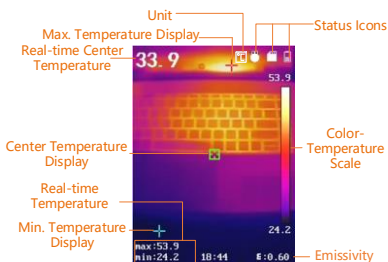 Unit
Max. Temperature Display
Status Icons
Real-time Center
Temperature
33.9
53.9
Center Temperature
Display
Color-
Temperature
Scale
Real-time
Temperature
Min. Temperature
Display
24.2
max:53.9
min:24.2
18:44
E:0.60
Emissivity